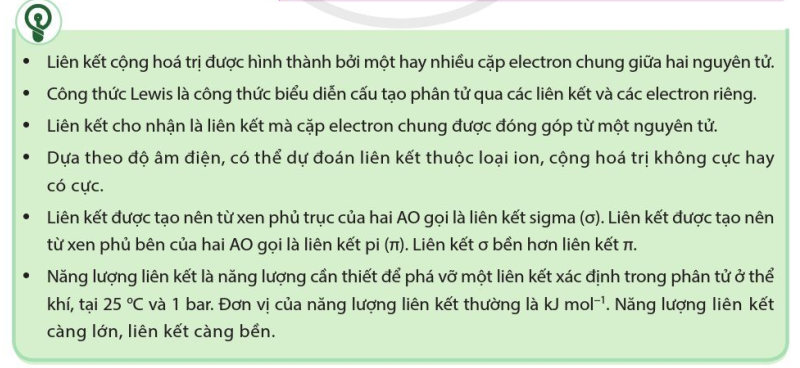 • Liên kết cộng hoá trị được hình thành bởi một hay nhiều cặp electron chung giữa hai nguyên tử.
• Công thức Lewis là công thức biểu diễn cấu tạo phân tử qua các liên kết và các electron riêng.
• Liên kết cho nhận là liên kết mà cặp electron chung được đóng góp từ một nguyên tử.
• Dựa theo độ âm điện, có thể dự đoán liên kết thuộc loại ion, cộng hoá trị không cực hay
có cực.
• Liên kết được tạo nên từ xen phủ trục của hai AO gọi là liên kết sigma (σ). Liên kết được tạo nên
từ xen phủ bên của hai AO gọi là liên kết pi (π). Liên kết σ bền hơn liên kết π.
• Năng lượng liên kết là năng lượng cần thiết để phá vỡ một liên kết xác định trong phân tử ở thể
khí, tại 25 °C và 1 bar. Đơn vị của năng lượng liên kết thường là kJ mol⁻¹. Năng lượng liên kết
càng lớn, liên kết càng bền.